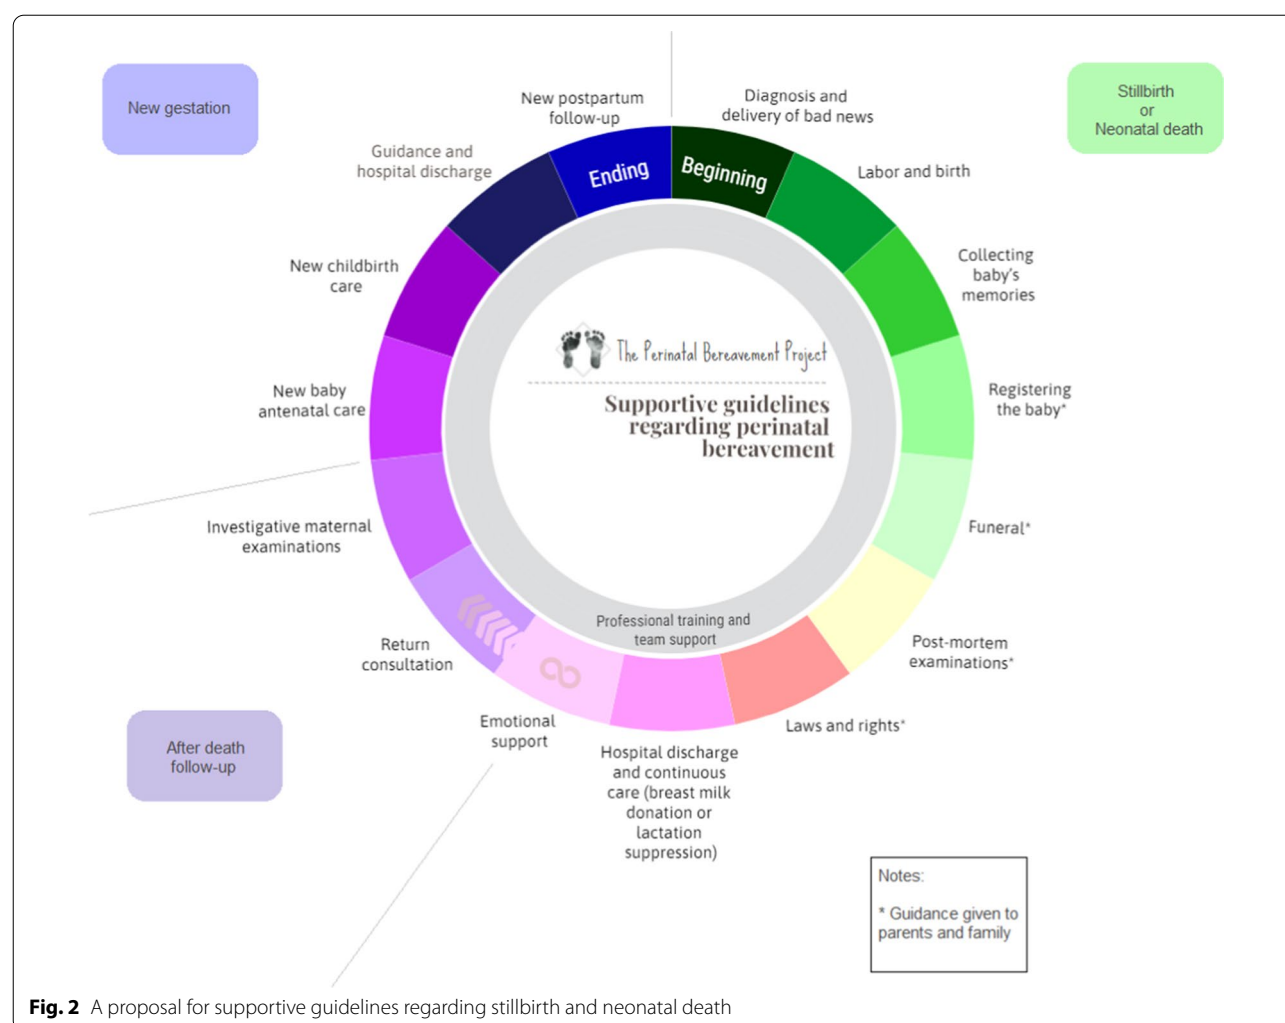 New gestation
Stillbirth
or
Neonatal death
Diagnosis and
delivery of bad news
Beginning
Labor and birth
Collecting
baby's
memories
Registering
the baby*
Funeral*
Post-mortem
examinations*
Laws and rights*
Hospital discharge
and continuous
care (breast milk
donation or
lactation
suppression)
Emotional
support
Return
consultation
Investigative maternal
examinations
New baby
antenatal care
New childbirth
care
Guidance and
hospital discharge
New postpartum
follow-up
Ending
The Perinatal Bereavement Project
Supportive guidelines
regarding perinatal
bereavement
Professional training and
team support
After death
follow-up
Notes:
* Guidance given to
parents and family
Fig. 2 A proposal for supportive guidelines regarding stillbirth and neonatal death